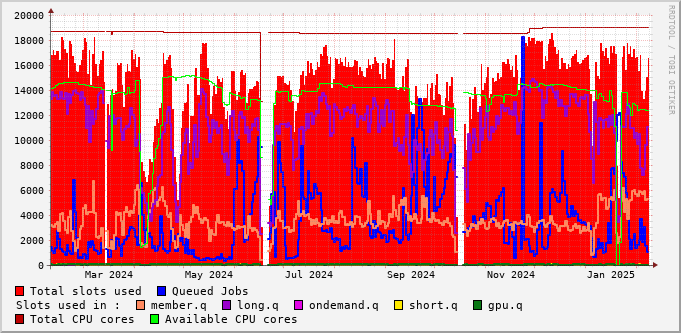 20000
18000
16000
14000
12000
10000
8000
6000
4000
2000
0
Mar 2024 May 2024 Jul 2024 Sep 2024 Nov 2024 Jan 2025
Total slots used Queued Jobs
Slots used in : member.q long.q ondemand.q short.q gpu.q
Total CPU cores Available CPU cores
RRDTOOL / TOBI OETIKER